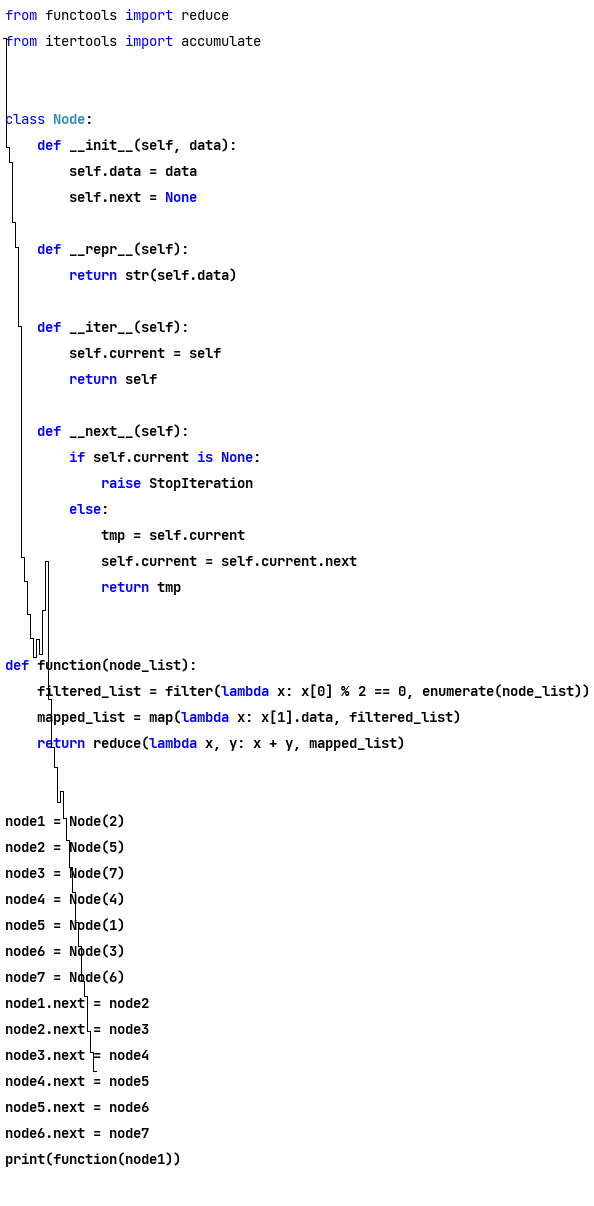 from functools import reduce
from itertools import accumulate
class Node:
    def __init__(self, data):
        self.data = data
        self.next = None
    def __repr__(self):
        return str(self.data)
    def __iter__(self):
        self.current = self
        return self
    def __next__(self):
        if self.current is None:
            raise StopIteration
        else:
            tmp = self.current
            self.current = self.current.next
            return tmp
def function(node_list):
    filtered_list = filter(lambda x: x[0] % 2 == 0, enumerate(node_list))
    mapped_list = map(lambda x: x[1].data, filtered_list)
    return reduce(lambda x, y: x + y, mapped_list)
node1 = Node(2)
node2 = Node(5)
node3 = Node(7)
node4 = Node(4)
node5 = Node(1)
node6 = Node(3)
node7 = Node(6)
node1.next = node2
node2.next = node3
node3.next = node4
node4.next = node5
node5.next = node6
node6.next = node7
print(function(node1))